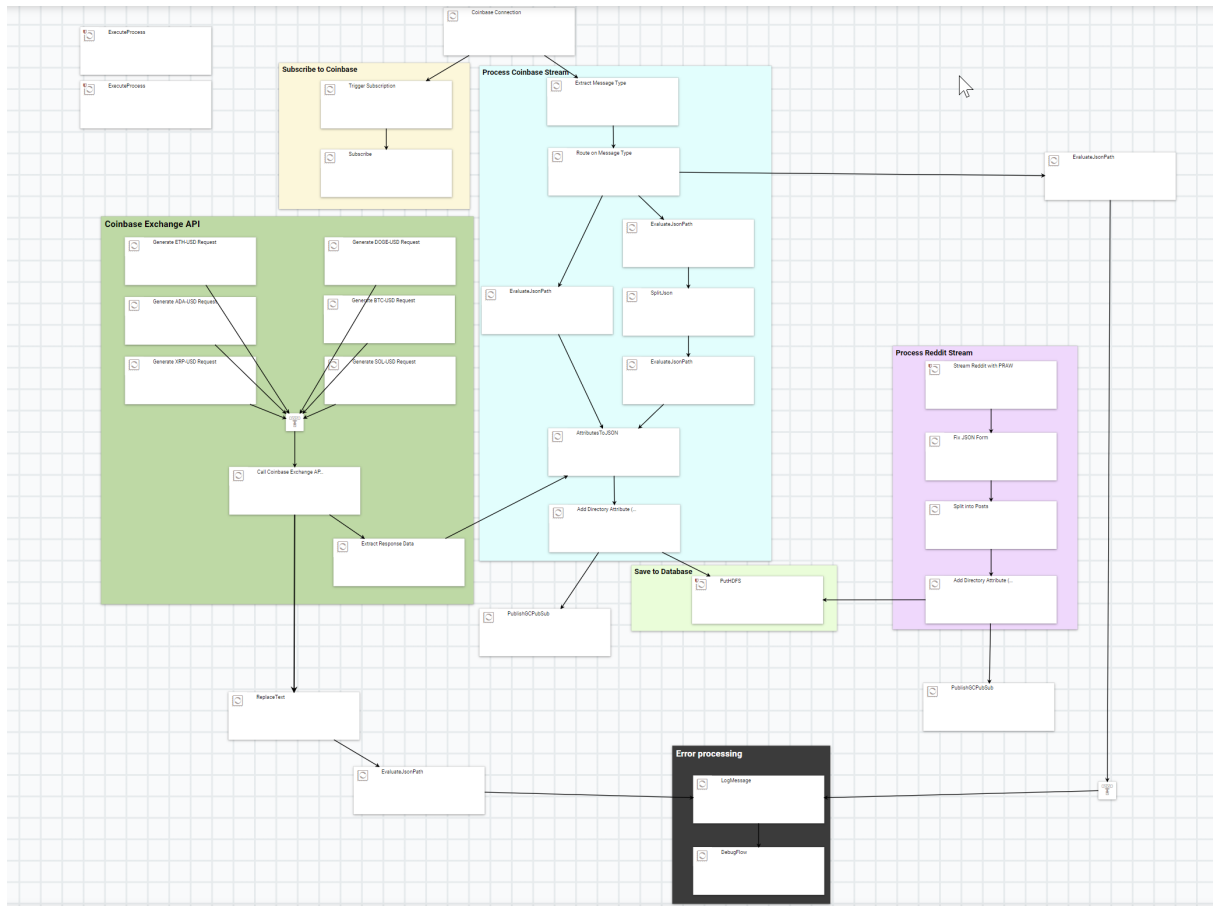 Coinbase Connection
ExecuteProcess
ExecuteProcess
Subscribe to Coinbase
Trigger Subscription
Subscribe
Process Coinbase Stream
Extract Message Type
Route on Message Type
EvaluateJsonPath
EvaluateJsonPath
SplitJson
EvaluateJsonPath
AttributesToJSON
Add Directory Attribute (...
EvaluateJsonPath
Coinbase Exchange API
Generate ETH-USD Request
Generate DOGE-USD Request
Generate ADA-USD Request
Generate BTC-USD Request
Generate XRP-USD Request
Generate SOL-USD Request
Call Coinbase Exchange AP...
Extract Response Data
Process Reddit Stream
Stream Reddit with PRAW
Fix JSON Form
Split into Posts
Add Directory Attribute (...
Save to Database
PutHDFS
PublishGCPubSub
PublishGCPubSub
ReplaceText
EvaluateJsonPath
Error processing
LogMessage
DebugFlow